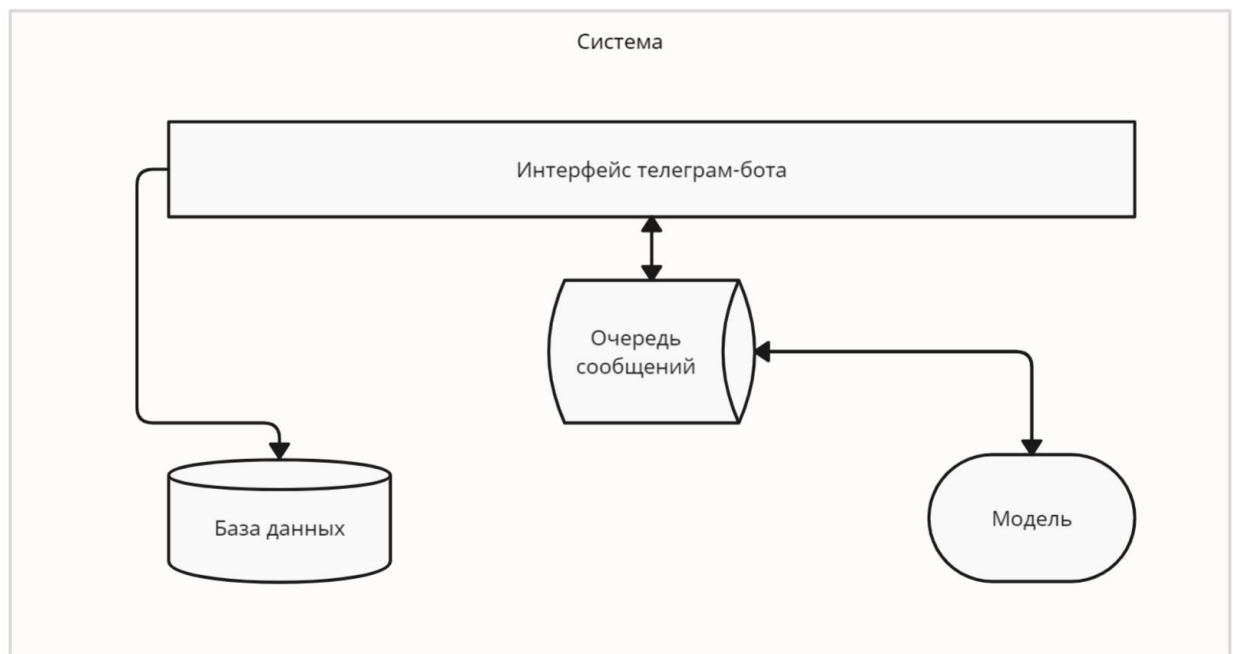 Система
Интерфейс телеграм-бота
Очередь
сообщений
База данных
Модель